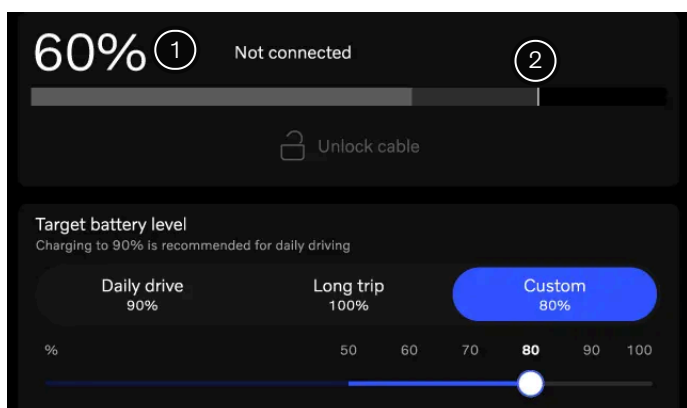 60% 1 Not connected 2
Unlock cable
Target battery level
Charging to 90% is recommended for daily driving
Daily drive Long trip Custom
90% 100% 80%
% 50 60 70 80 90 100